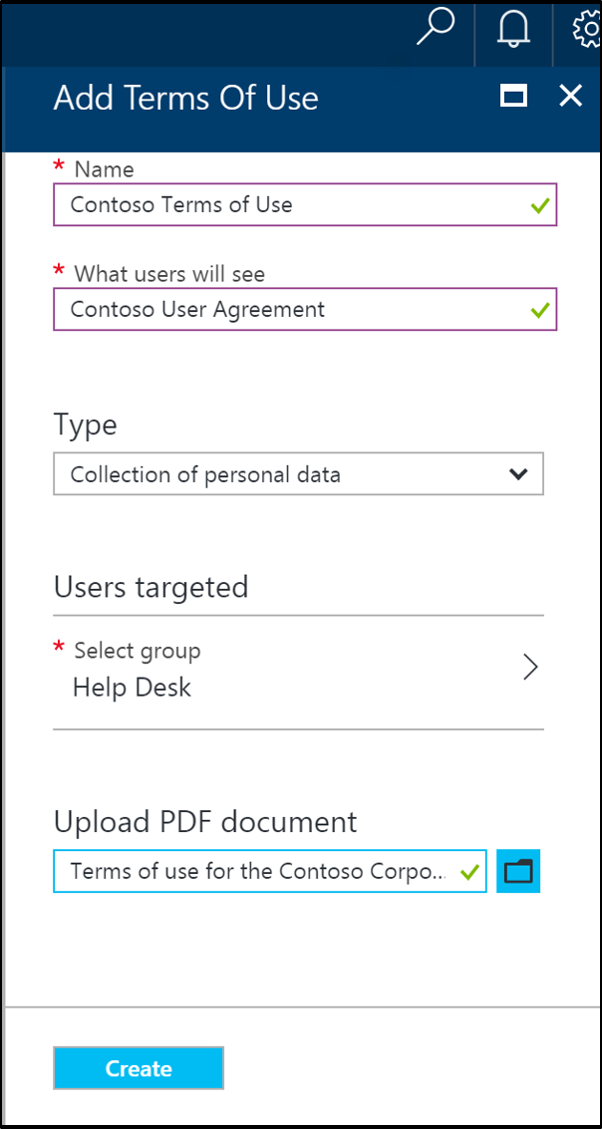 Add Terms Of Use
* Name
Contoso Terms of Use
* What users will see
Contoso User Agreement
Type
Collection of personal data
Users targeted
* Select group
Help Desk
Upload PDF document
Terms of use for the Contoso Corpo...
Create